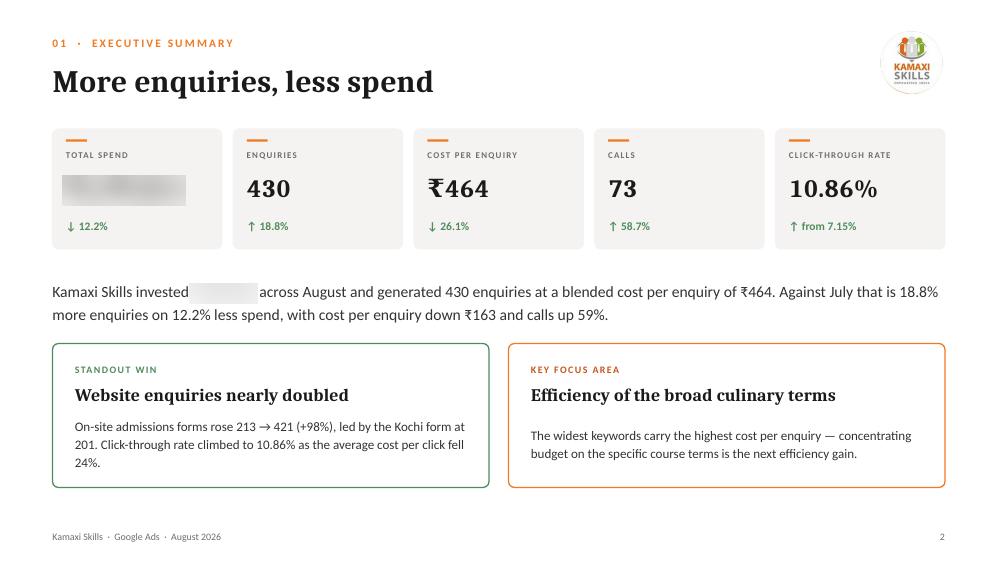 01 · EXECUTIVE SUMMARY
More enquiries, less spend
KAMAXI
SKILLS
TOTAL SPEND
↓ 12.2%
ENQUIRIES
430
↑ 18.8%
COST PER ENQUIRY
₹464
↓ 26.1%
CALLS
73
↑ 58.7%
CLICK-THROUGH RATE
10.86%
↑ from 7.15%
Kamaxi Skills invested across August and generated 430 enquiries at a blended cost per enquiry of ₹464. Against July that is 18.8%
more enquiries on 12.2% less spend, with cost per enquiry down ₹163 and calls up 59%.
STANDOUT WIN
Website enquiries nearly doubled
On-site admissions forms rose 213 → 421 (+98%), led by the Kochi form at
201. Click-through rate climbed to 10.86% as the average cost per click fell
24%.
KEY FOCUS AREA
Efficiency of the broad culinary terms
The widest keywords carry the highest cost per enquiry — concentrating
budget on the specific course terms is the next efficiency gain.
Kamaxi Skills · Google Ads · August 2026
2